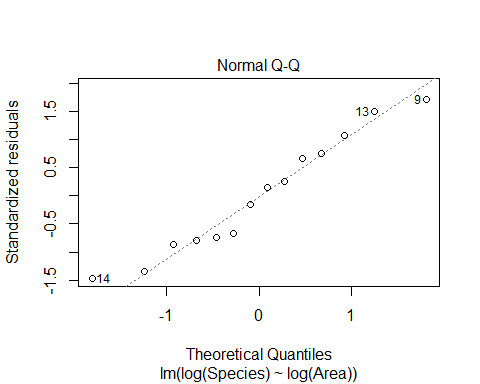 Normal Q-Q
Standardized residuals
1.5
0.5
-0.5
-1.5
13
9
14
-1 0 1
Theoretical Quantiles
lm(log(Species) ~ log(Area))